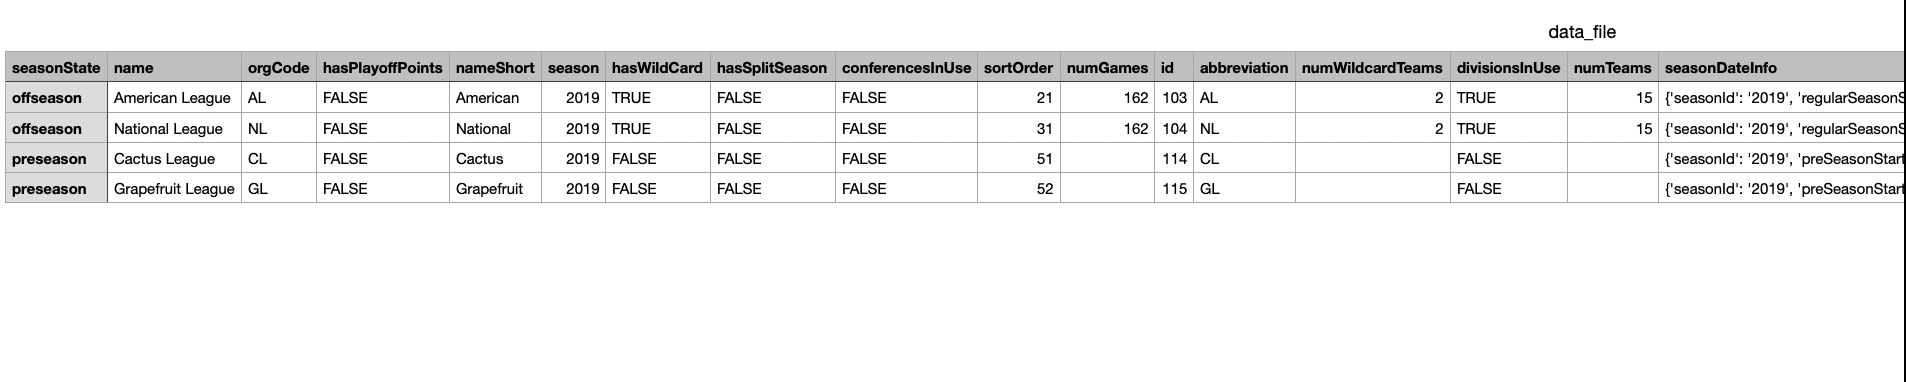 data_file
seasonState name orgCode hasPlayoffPoints nameShort season hasWildCard hasSplitSeason conferencesInUse sortOrder numGames id abbreviation numWildcardTeams divisionsInUse numTeams seasonDateInfo
offseason American League AL FALSE American 2019 TRUE FALSE FALSE 21 162 103 AL 2 TRUE 15 {'seasonId': '2019', 'regularSeasonS
offseason National League NL FALSE National 2019 TRUE FALSE FALSE 31 162 104 NL 2 TRUE 15 {'seasonId': '2019', 'regularSeasonS
preseason Cactus League CL FALSE Cactus 2019 FALSE FALSE FALSE 51 114 CL FALSE {'seasonId': '2019', 'preSeasonStart
preseason Grapefruit League GL FALSE Grapefruit 2019 FALSE FALSE FALSE 52 115 GL FALSE {'seasonId': '2019', 'preSeasonStart